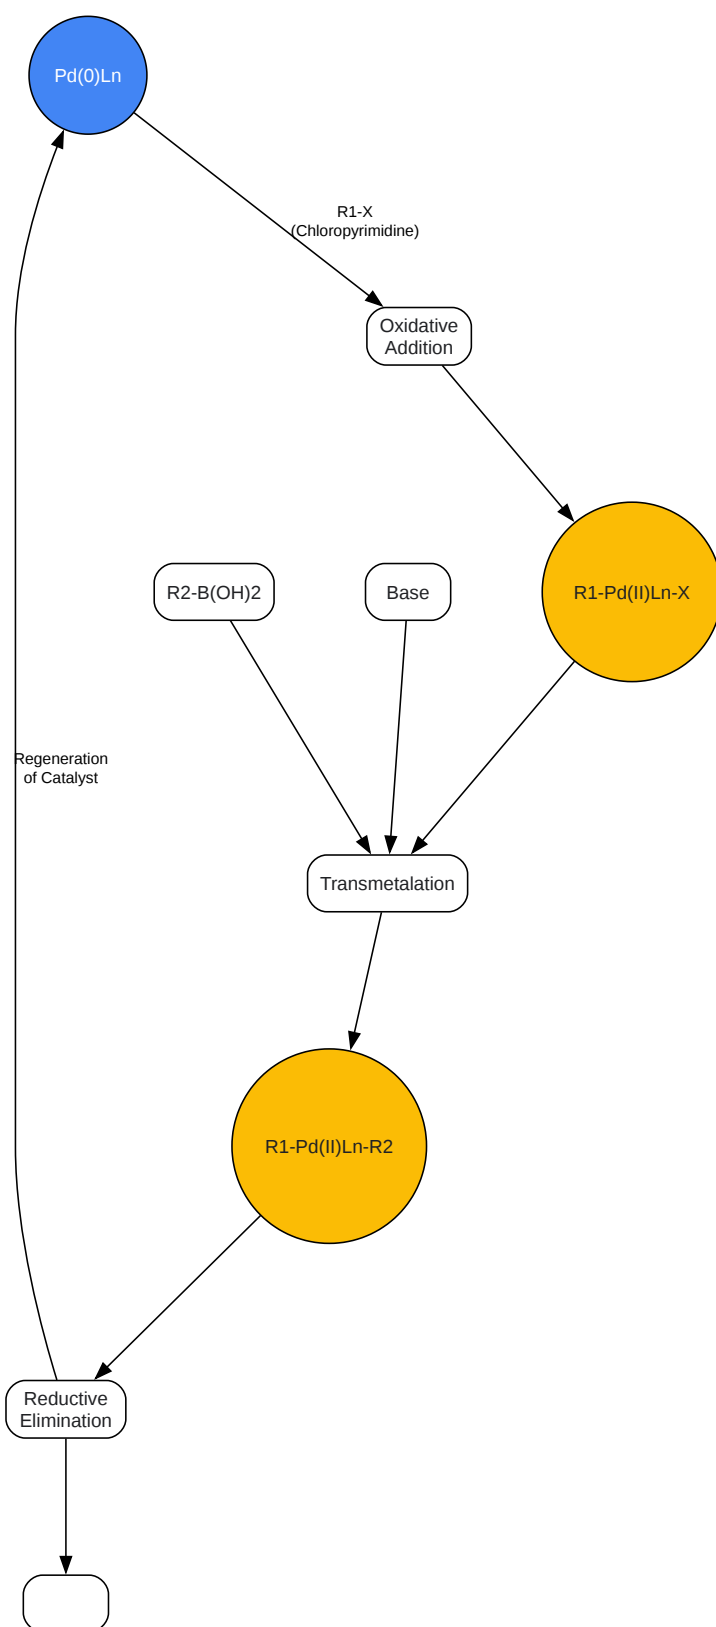 Pd(0)Ln
R1-X
(Chloropyrimidine)
Oxidative
Addition
R2-B(OH)2
Base
R1-Pd(II)Ln-X
Regeneration
of Catalyst
Transmetalation
R1-Pd(II)Ln-R2
Reductive
Elimination